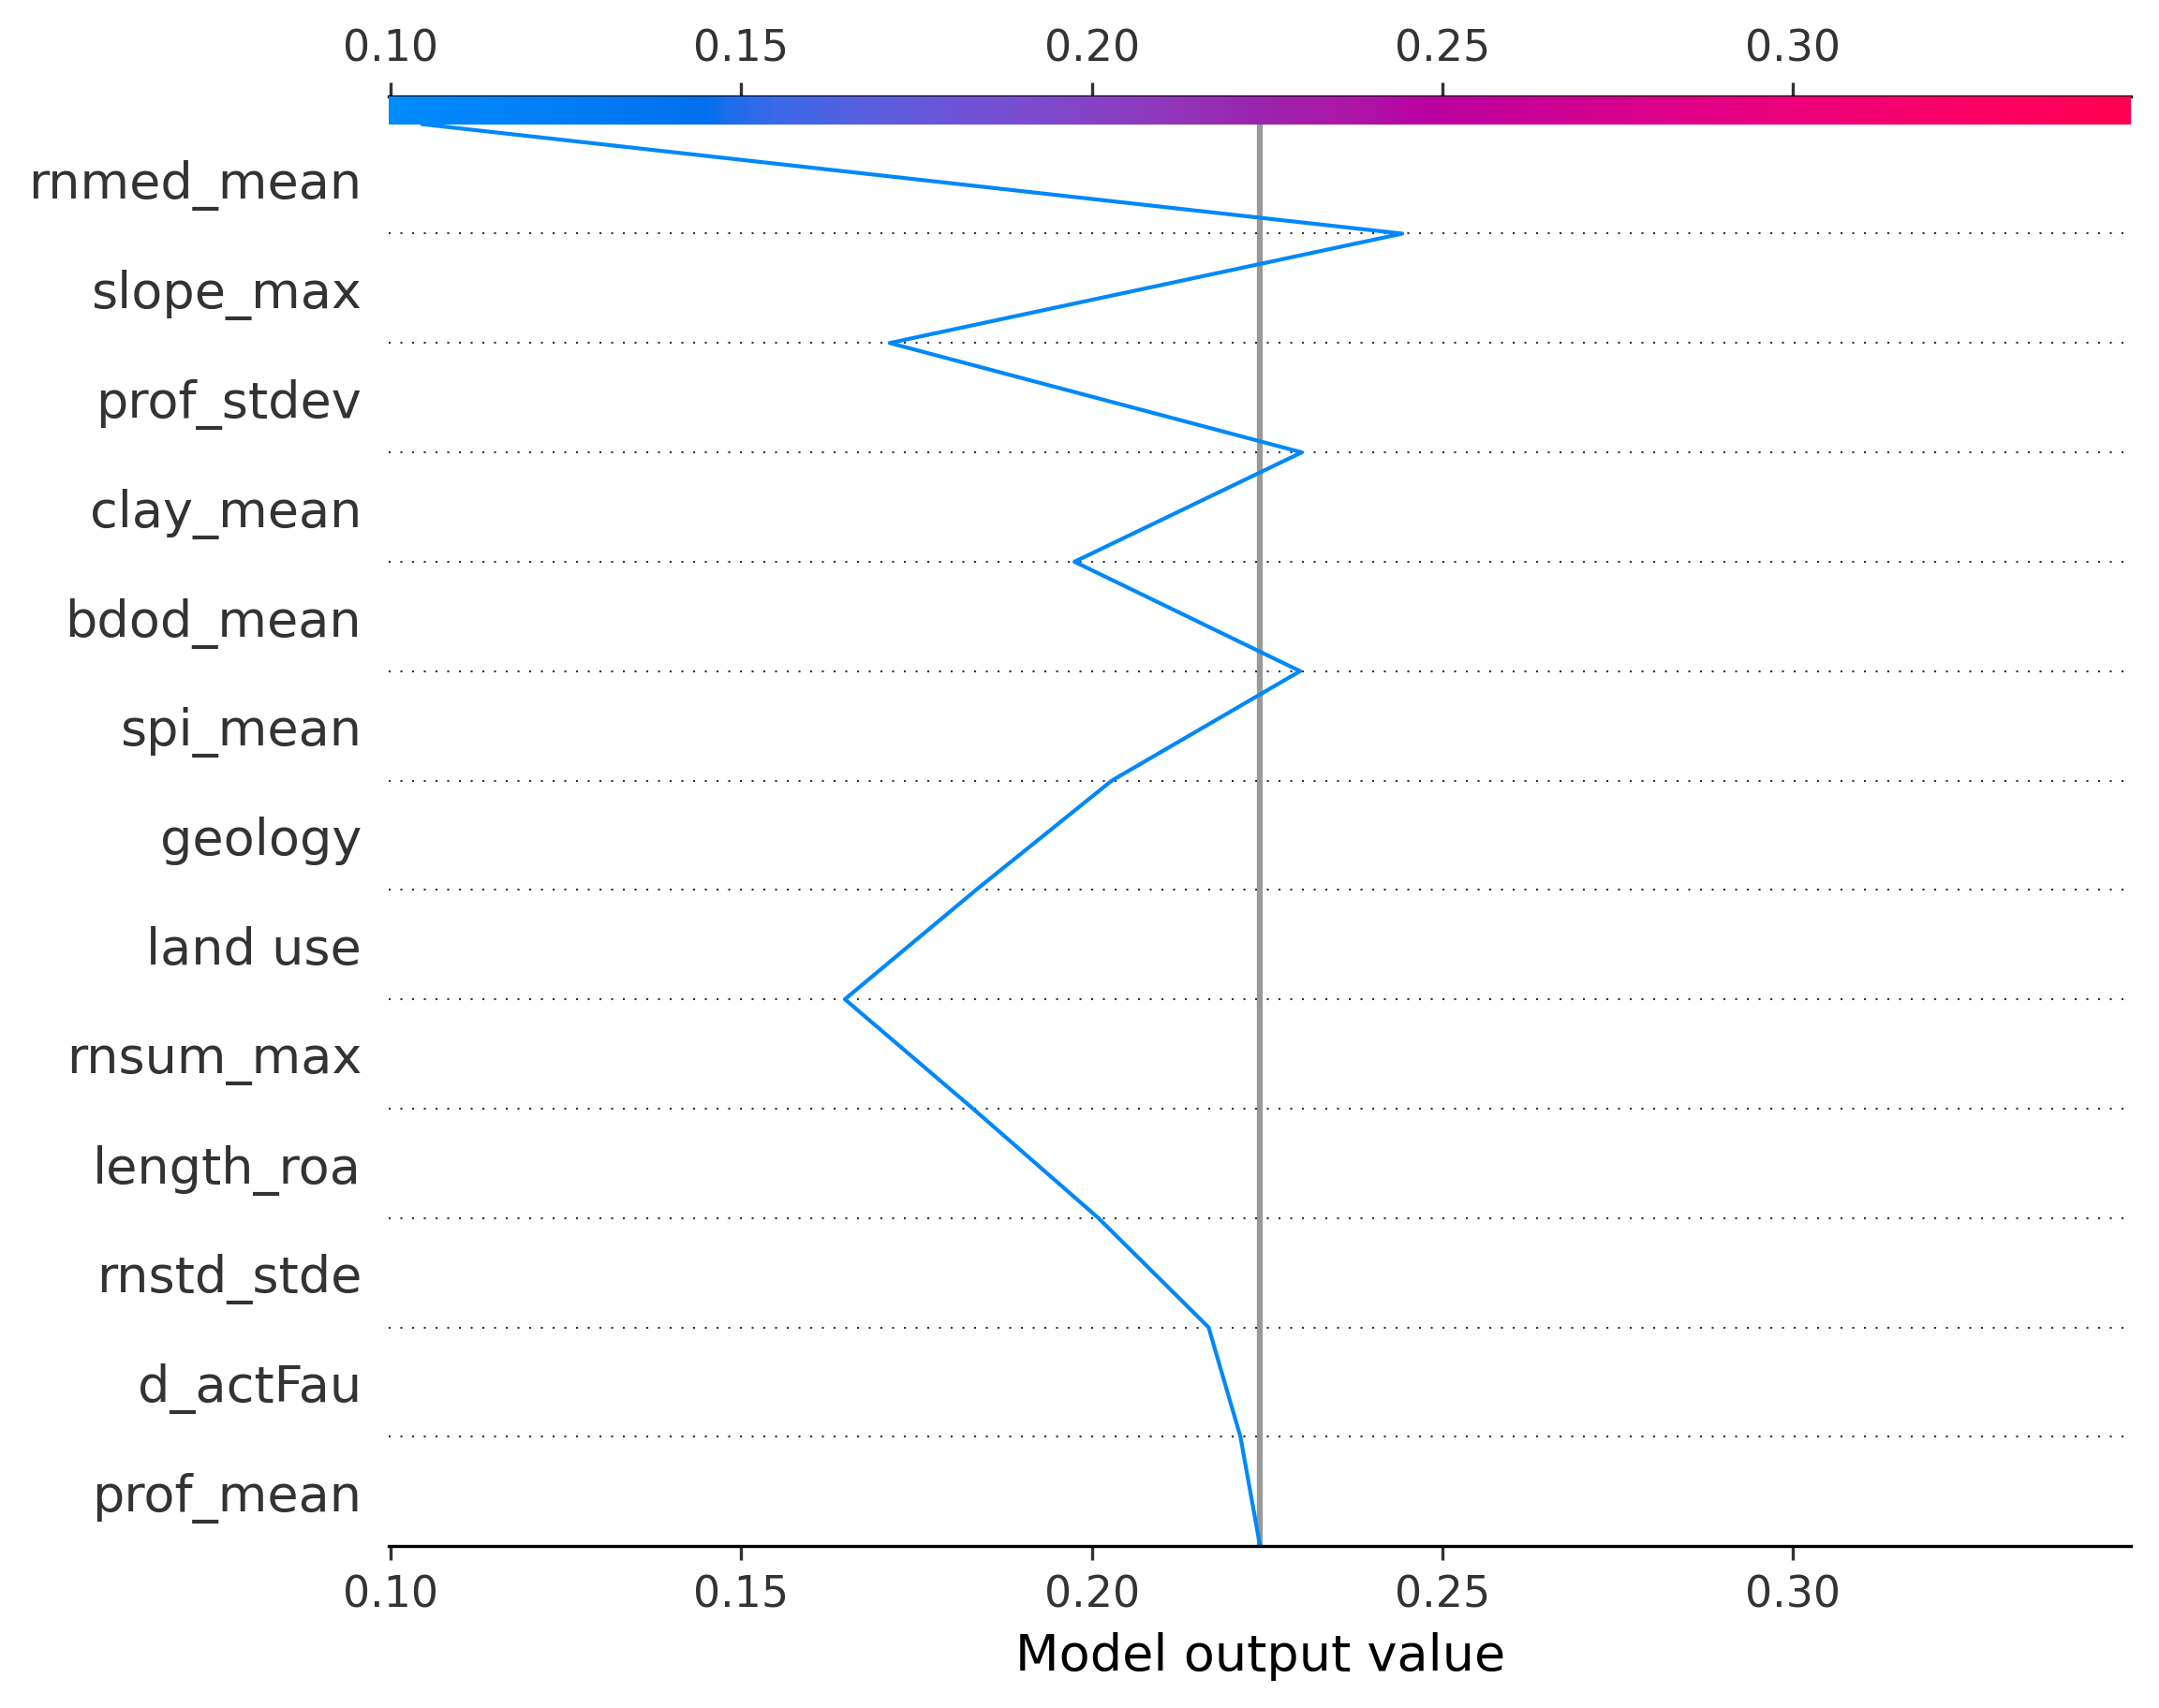 0.10 0.15 0.20 0.25 0.30
rnmed_mean
slope_max
prof_stdev
clay_mean
bdod_mean
spi_mean
geology
land use
rnsum_max
length_roa
rnstd_stde
d_actFau
prof_mean
0.10 0.15 0.20 0.25 0.30
Model output value